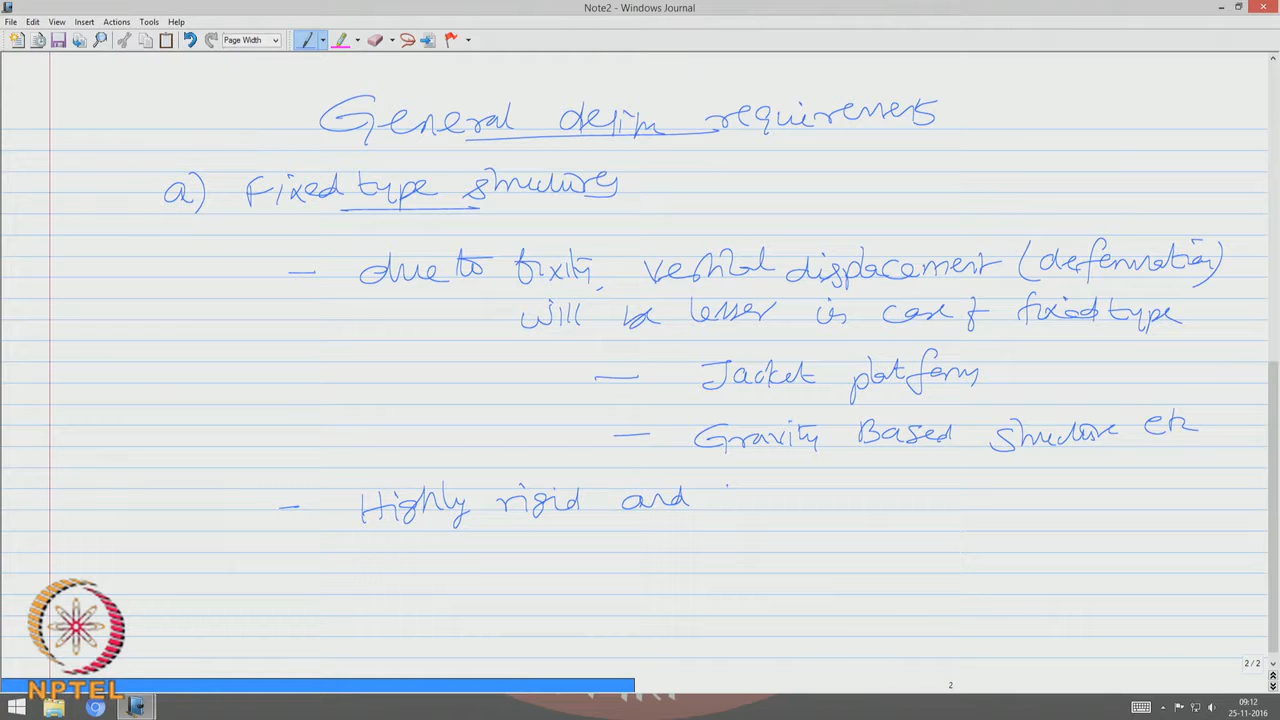 Note2 - Windows Journal
File Edit View Insert Actions Tools Help
Page Width
General design requirements
a) Fixed type structures
- due to fixity, vertical displacement (deformation)
will be lesser in case of fixed type
- Jacket platforms
- Gravity Based structure etc
- Highly rigid and
2/2
2
NPTEL
09:12
25-11-2016